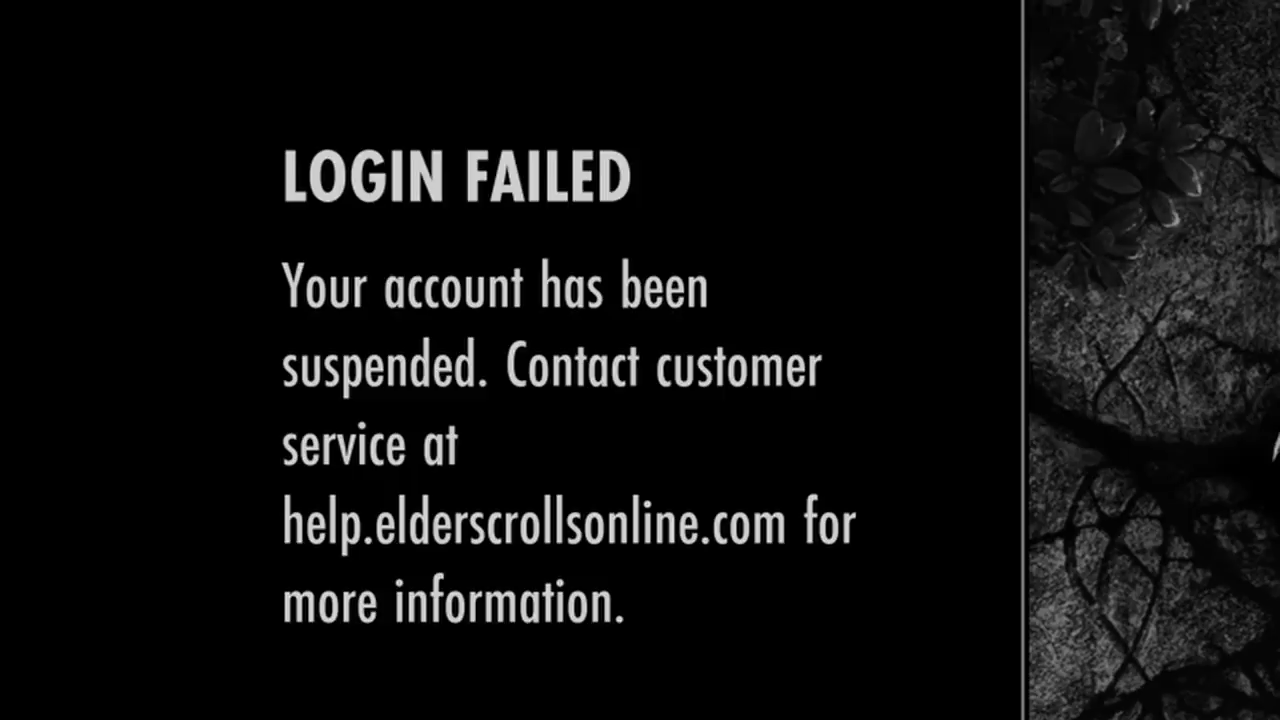 LOGIN FAILED
Your account has been
suspended. Contact customer
service at
help.elderscrollsonline.com for
more information.